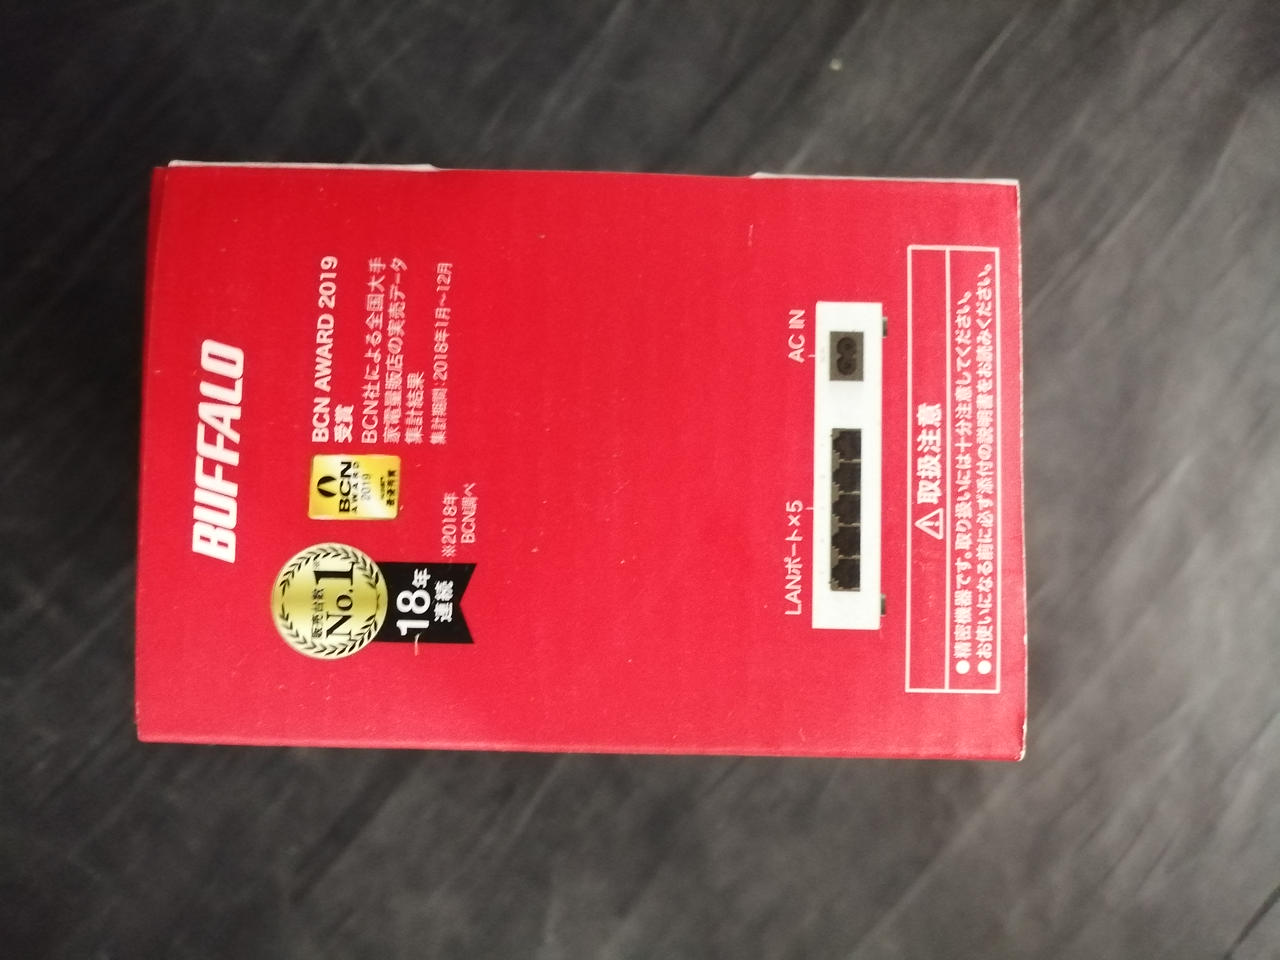 BUFFALO
販売台数
No.1
18年
連続
※2018年
BCN調べ
BCN
AWARD
2019
最優秀賞
BCN AWARD 2019
受賞
BCN社による全国大手
家電量販店の実売データ
集計結果
集計期間:2018年1月~12月
LANポート×5
AC IN
取扱注意
●精密機器です。取り扱いには十分注意してください。
●お使いになる前に必ず添付の説明書をお読みください。